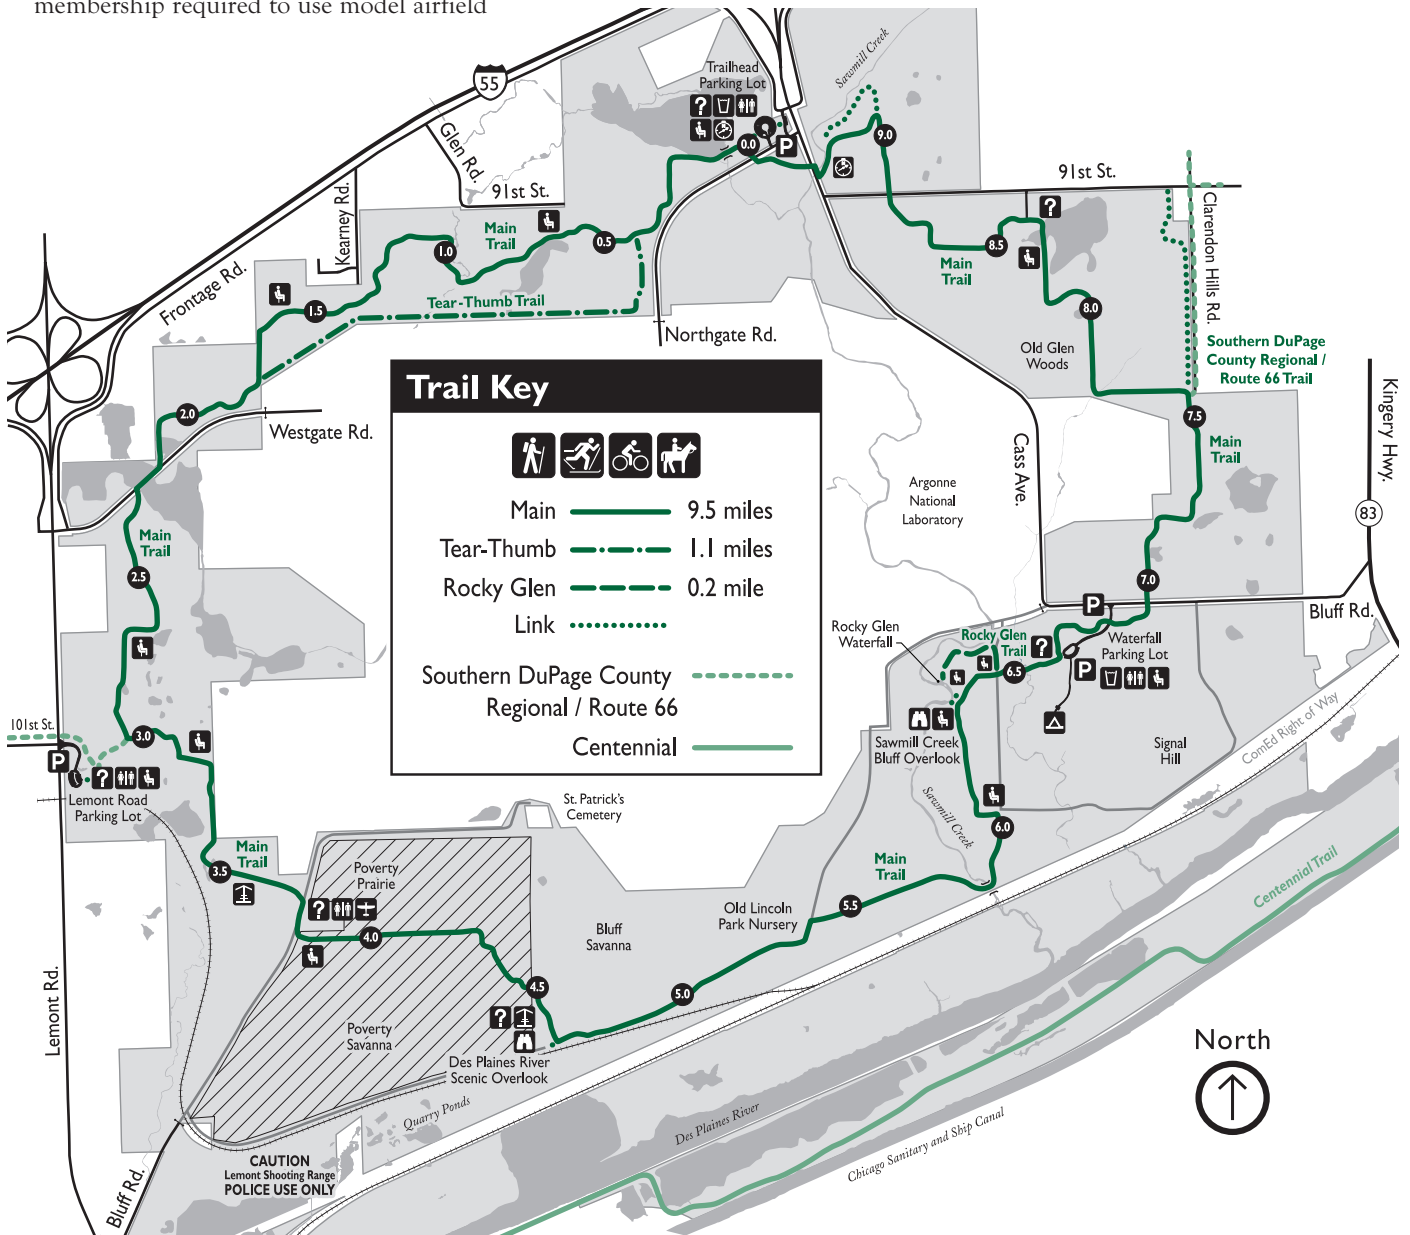 membership required to use model airfield
55
Trailhead
Parking Lot
?
P
0.0
Sawmill Creek
9.0
Glen Rd.
91st St.
Kearney Rd.
Main
Trail
1.0
0.5
91st St.
?
8.5
Main
Trail
Clarendon Hills Rd.
Frontage Rd.
1.5
Tear-Thumb Trail
Northgate Rd.
8.0
Old Glen
Woods
Southern DuPage
County Regional /
Route 66 Trail
Kingery Hwy.
83
2.0
Westgate Rd.
7.5
Main
Trail
Cass Ave.
Argonne
National
Laboratory
Trail Key
Main 9.5 miles
Tear-Thumb 1.1 miles
Rocky Glen 0.2 mile
Link
Southern DuPage County
Regional / Route 66
Centennial
Main
Trail
2.5
7.0
P
Bluff Rd.
Rocky Glen
Waterfall
Rocky Glen
Trail
?
6.5
Waterfall
Parking Lot
P
101st St.
3.0
P
?
Lemont Road
Parking Lot
Sawmill Creek
Bluff Overlook
Signal
Hill
ComEd Right of Way
St. Patrick's
Cemetery
Sawmill Creek
6.0
Main
Trail
3.5
Poverty
Prairie
?
4.0
Main
Trail
5.5
Old Lincoln
Park Nursery
Bluff
Savanna
Centennial Trail
Lemont Rd.
4.5
5.0
?
Poverty
Savanna
Des Plaines River
Scenic Overlook
North
Quarry Ponds
Des Plaines River
Chicago Sanitary and Ship Canal
CAUTION
Lemont Shooting Range
POLICE USE ONLY
Bluff Rd.